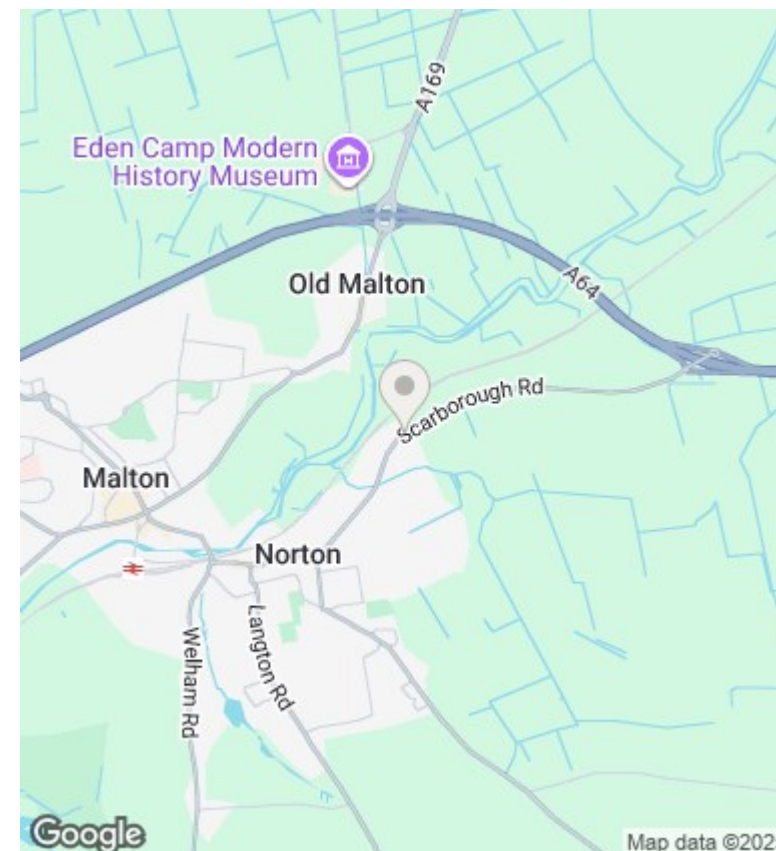 A169
Eden Camp Modern
History Museum
Old Malton
A64
Scarborough Rd
Malton
Norton
Langton Rd
Welham Rd
Google
Map data ©202